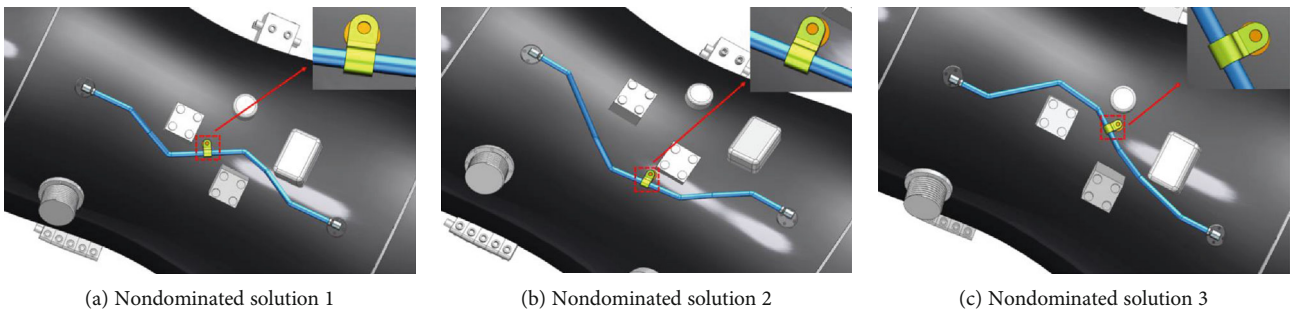 (a) Nondominated solution 1
(b) Nondominated solution 2
(c) Nondominated solution 3